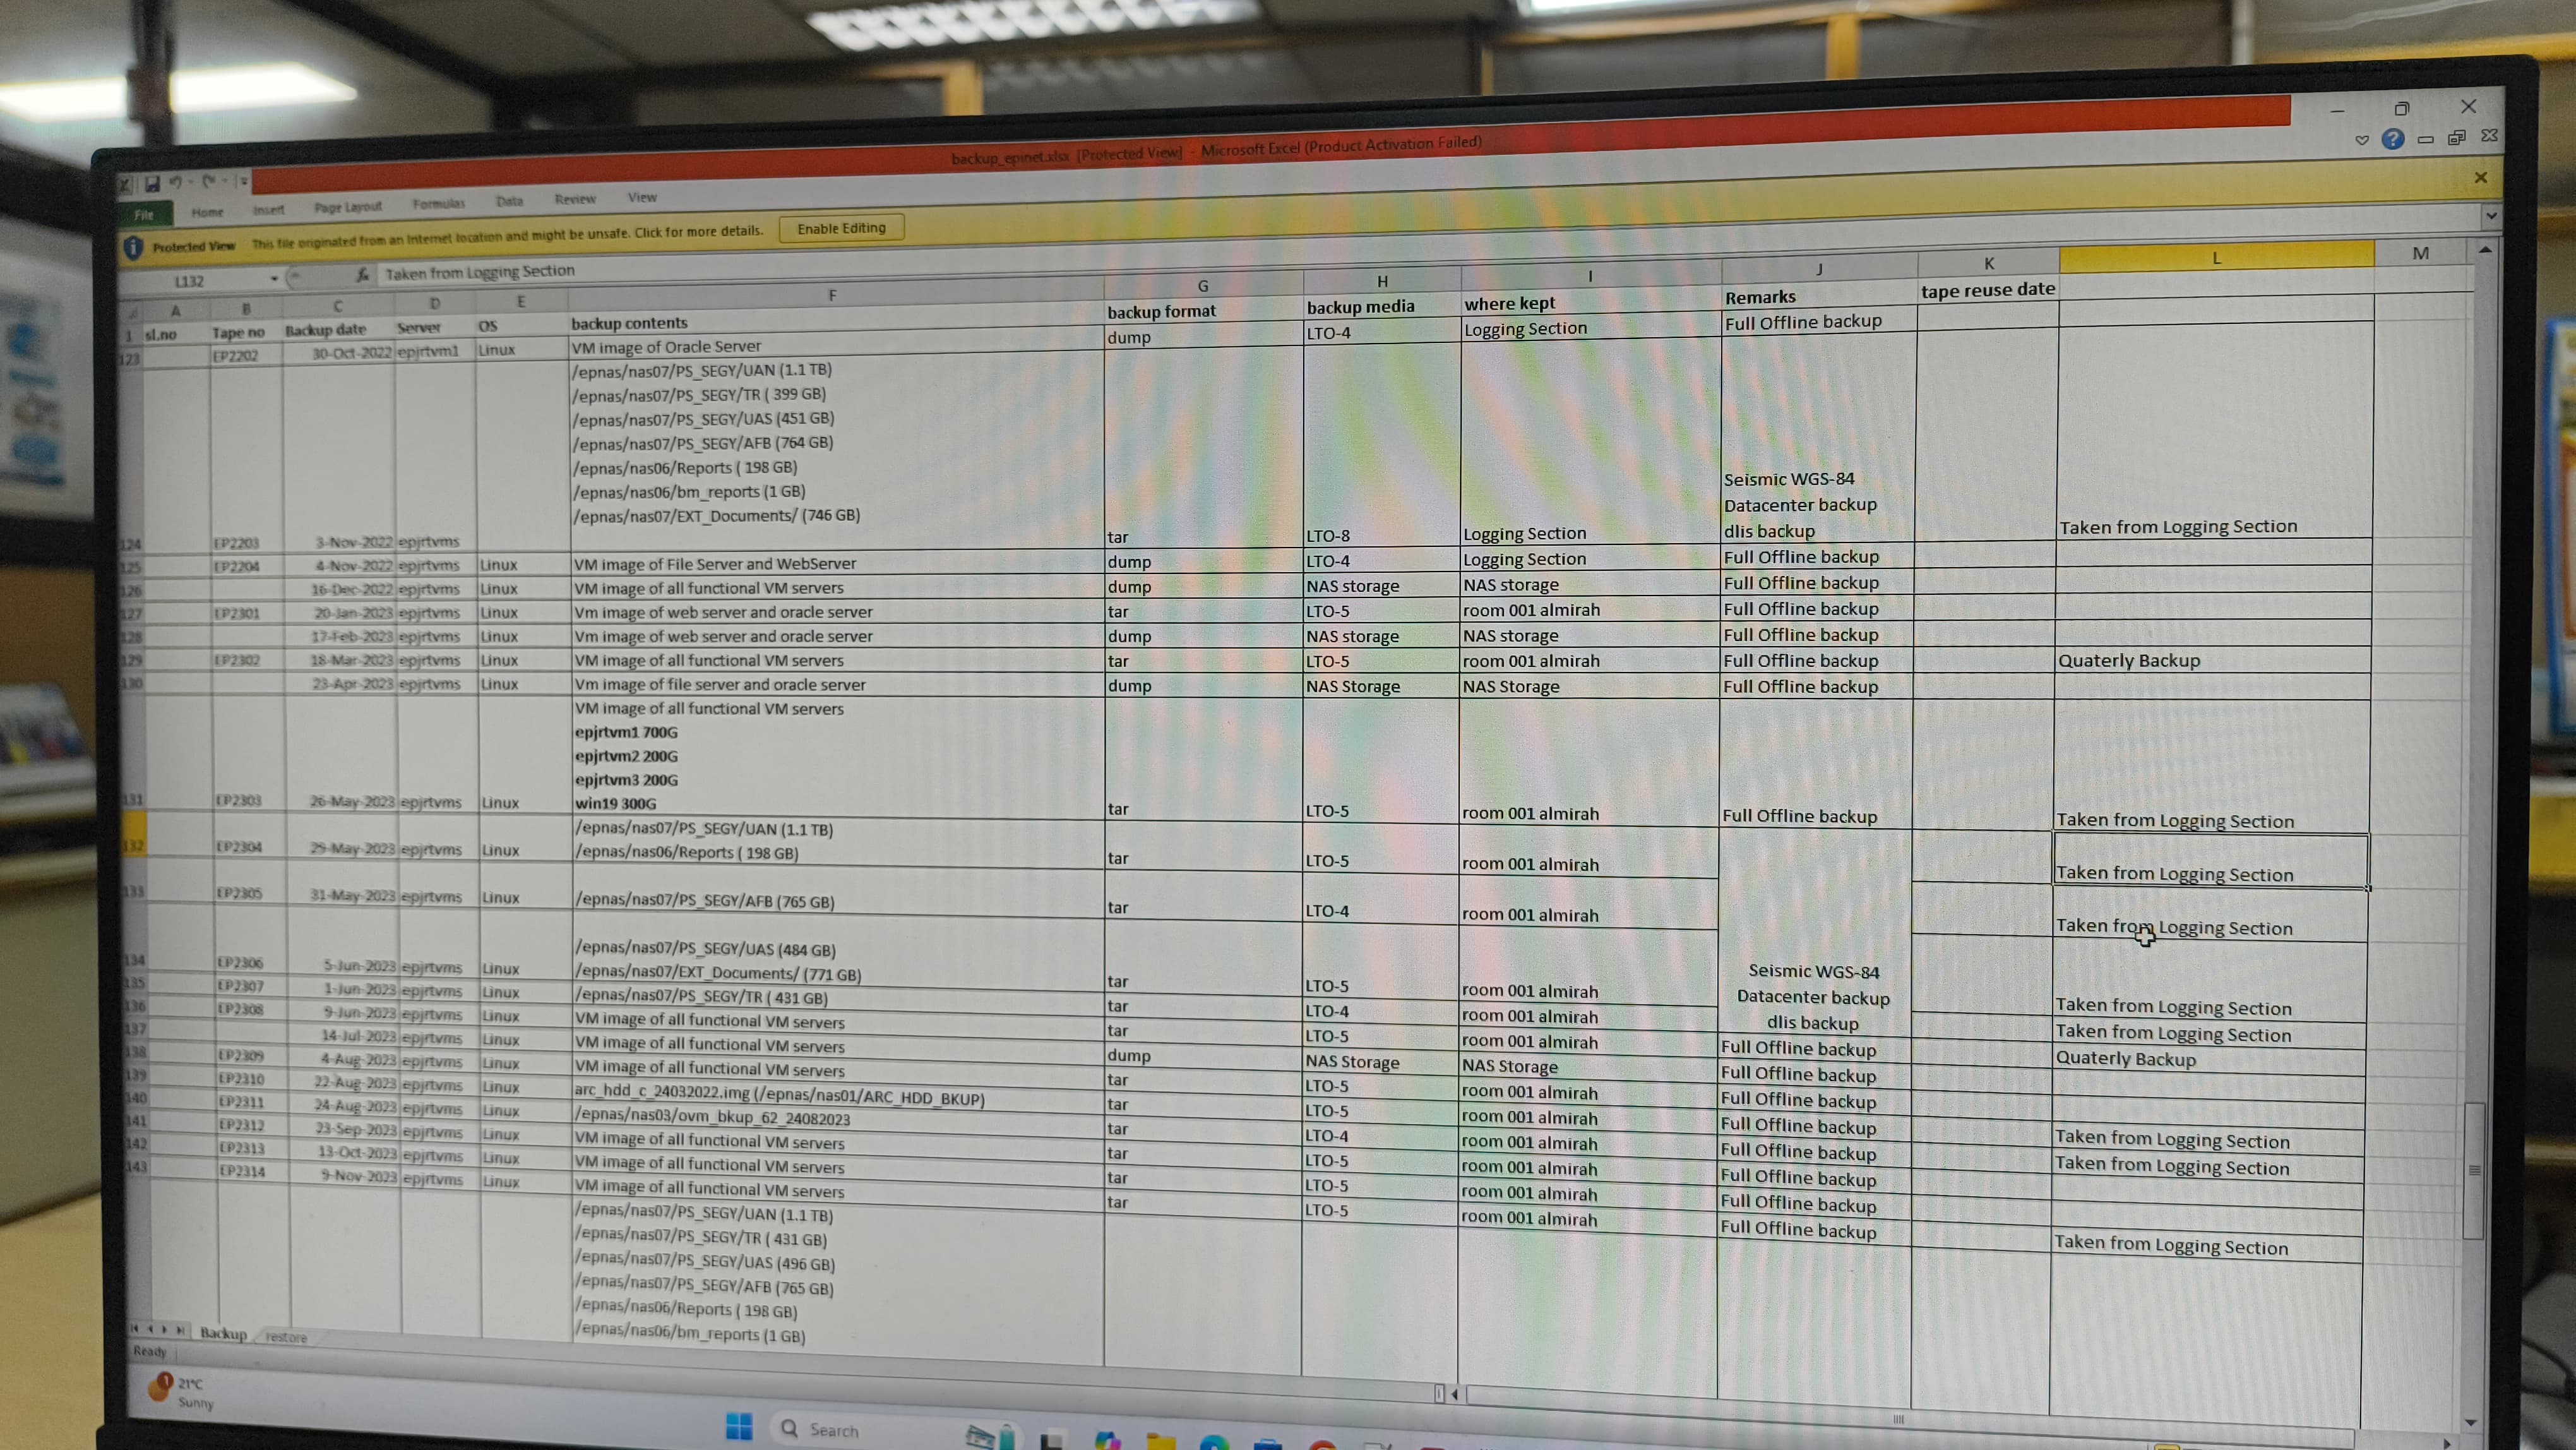 backup_epinet.xlsx [Protected View] - Microsoft Excel (Product Activation Failed)
File Home Insert Page Layout Formulas Data Review View
Protected View This file originated from an Internet location and might be unsafe. Click for more details. Enable Editing
L132 fx Taken from Logging Section
A B C D E F G H I J K L M
1 sl.no Tape no Backup date Server OS backup contents backup format backup media where kept Remarks tape reuse date
123 EP2202 30-Oct-2022 epjrtvm1 Linux VM image of Oracle Server dump LTO-4 Logging Section Full Offline backup
/epnas/nas07/PS_SEGY/UAN (1.1 TB)
/epnas/nas07/PS_SEGY/TR ( 399 GB)
/epnas/nas07/PS_SEGY/UAS (451 GB)
/epnas/nas07/PS_SEGY/AFB (764 GB)
/epnas/nas06/Reports ( 198 GB)
/epnas/nas06/bm_reports (1 GB)
/epnas/nas07/EXT_Documents/ (746 GB)
Seismic WGS-84
Datacenter backup
124 EP2203 3-Nov-2022 epjrtvms tar LTO-8 Logging Section dlis backup Taken from Logging Section
125 EP2204 4-Nov-2022 epjrtvms Linux VM image of File Server and WebServer dump LTO-4 Logging Section Full Offline backup
126 16-Dec-2022 epjrtvms Linux VM image of all functional VM servers dump NAS storage NAS storage Full Offline backup
127 EP2301 20-Jan-2023 epjrtvms Linux Vm image of web server and oracle server tar LTO-5 room 001 almirah Full Offline backup
128 17-Feb-2023 epjrtvms Linux Vm image of web server and oracle server dump NAS storage NAS storage Full Offline backup
129 EP2302 18-Mar-2023 epjrtvms Linux VM image of all functional VM servers tar LTO-5 room 001 almirah Full Offline backup Quaterly Backup
130 23-Apr-2023 epjrtvms Linux Vm image of file server and oracle server dump NAS Storage NAS Storage Full Offline backup
VM image of all functional VM servers
epjrtvm1 700G
epjrtvm2 200G
epjrtvm3 200G
131 EP2303 26-May-2023 epjrtvms Linux win19 300G tar LTO-5 room 001 almirah Full Offline backup Taken from Logging Section
/epnas/nas07/PS_SEGY/UAN (1.1 TB)
132 EP2304 29-May-2023 epjrtvms Linux /epnas/nas06/Reports ( 198 GB) tar LTO-5 room 001 almirah Taken from Logging Section
133 EP2305 31-May-2023 epjrtvms Linux /epnas/nas07/PS_SEGY/AFB (765 GB) tar LTO-4 room 001 almirah Taken from Logging Section
/epnas/nas07/PS_SEGY/UAS (484 GB)
134 EP2306 5-Jun-2023 epjrtvms Linux /epnas/nas07/EXT_Documents/ (771 GB) tar LTO-5 room 001 almirah Taken from Logging Section
Seismic WGS-84
Datacenter backup
dlis backup
135 EP2307 1-Jun-2023 epjrtvms Linux /epnas/nas07/PS_SEGY/TR ( 431 GB) tar LTO-4 room 001 almirah Taken from Logging Section
136 EP2308 9-Jun-2023 epjrtvms Linux VM image of all functional VM servers tar LTO-5 room 001 almirah Full Offline backup Quaterly Backup
137 14-Jul-2023 epjrtvms Linux VM image of all functional VM servers dump NAS Storage NAS Storage Full Offline backup
138 EP2309 4-Aug-2023 epjrtvms Linux VM image of all functional VM servers tar LTO-5 room 001 almirah Full Offline backup
139 EP2310 22-Aug-2023 epjrtvms Linux arc_hdd_c_24032022.img (/epnas/nas01/ARC_HDD_BKUP) tar LTO-5 room 001 almirah Full Offline backup Taken from Logging Section
140 EP2311 24-Aug-2023 epjrtvms Linux /epnas/nas03/ovm_bkup_62_24082023 tar LTO-4 room 001 almirah Full Offline backup Taken from Logging Section
141 EP2312 23-Sep-2023 epjrtvms Linux VM image of all functional VM servers tar LTO-5 room 001 almirah Full Offline backup
142 EP2313 13-Oct-2023 epjrtvms Linux VM image of all functional VM servers tar LTO-5 room 001 almirah Full Offline backup
143 EP2314 9-Nov-2023 epjrtvms Linux VM image of all functional VM servers tar LTO-5 room 001 almirah Full Offline backup Taken from Logging Section
/epnas/nas07/PS_SEGY/UAN (1.1 TB)
/epnas/nas07/PS_SEGY/TR ( 431 GB)
/epnas/nas07/PS_SEGY/UAS (496 GB)
/epnas/nas07/PS_SEGY/AFB (765 GB)
/epnas/nas06/Reports ( 198 GB)
/epnas/nas06/bm_reports (1 GB)
Backup restore
Ready
1 21°C
Sunny
Search